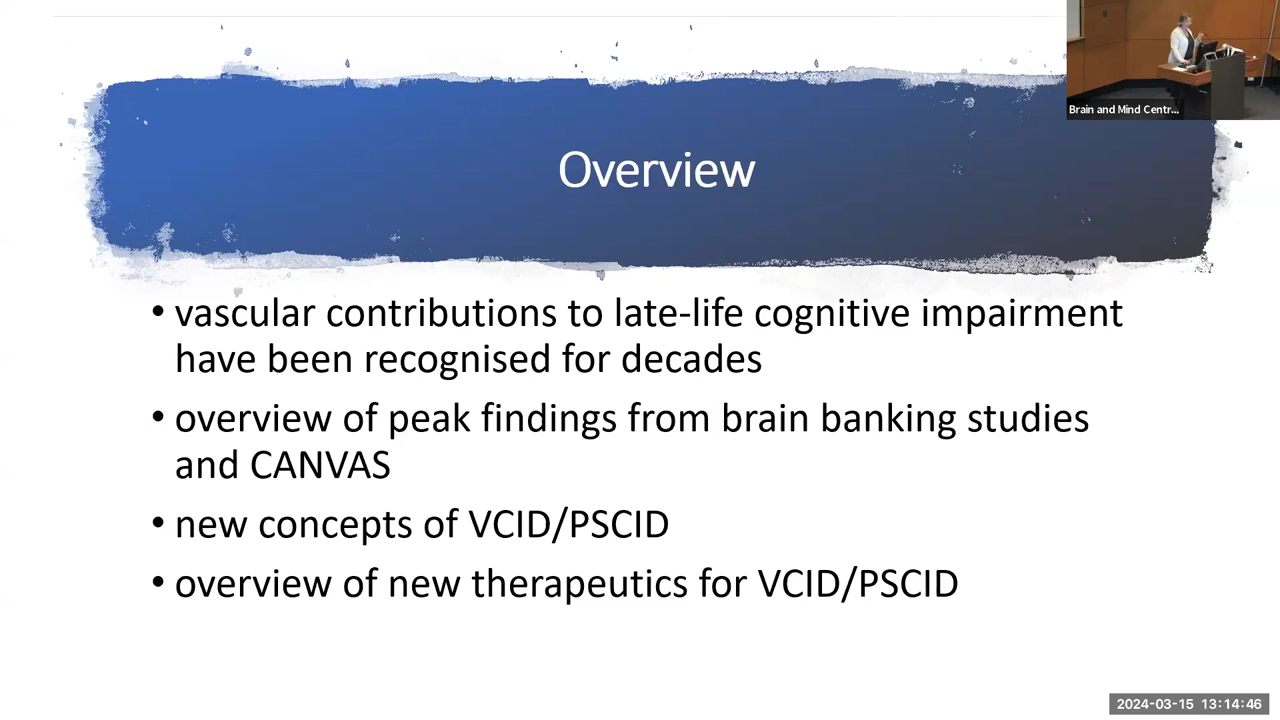 Brain and Mind Centr...
Overview
• vascular contributions to late-life cognitive impairment
have been recognised for decades
• overview of peak findings from brain banking studies
and CANVAS
• new concepts of VCID/PSCID
• overview of new therapeutics for VCID/PSCID
2024-03-15 13:14:46